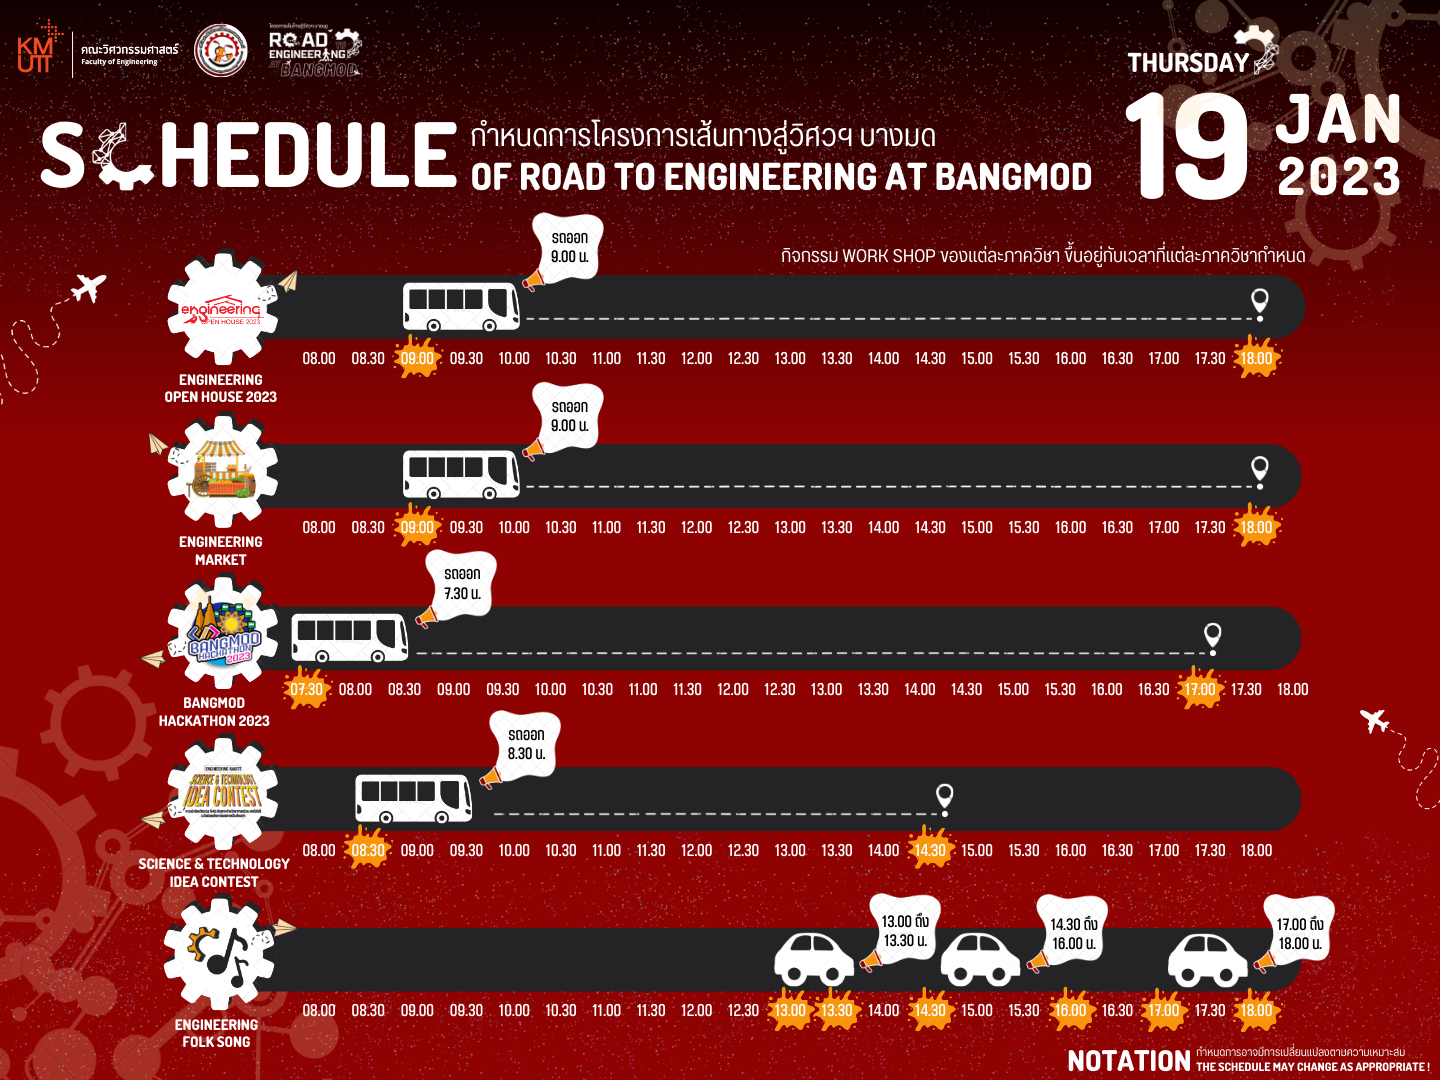 KM
UTT
คณะวิศวกรรมศาสตร์
Faculty of Engineering
ROAD
ENGINEERING
BANGMOD
THURSDAY
19 JAN
2023
SCHEDULE
กำหนดการโครงการเส้นทางสู่วิศวฯ บางมด
OF ROAD TO ENGINEERING AT BANGMOD
กิจกรรม WORK SHOP ของแต่ละภาควิชา ขึ้นอยู่กับเวลาที่แต่ละภาควิชากำหนด
รถออก
9.00 น.
engineering
OPEN HOUSE 2023
08.00 08.30 09.00 09.30 10.00 10.30 11.00 11.30 12.00 12.30 13.00 13.30 14.00 14.30 15.00 15.30 16.00 16.30 17.00 17.30 18.00
ENGINEERING
OPEN HOUSE 2023
รถออก
9.00 น.
08.00 08.30 09.00 09.30 10.00 10.30 11.00 11.30 12.00 12.30 13.00 13.30 14.00 14.30 15.00 15.30 16.00 16.30 17.00 17.30 18.00
ENGINEERING
MARKET
รถออก
7.30 น.
BANGMOD
HACKATHON
2023
07.30 08.00 08.30 09.00 09.30 10.00 10.30 11.00 11.30 12.00 12.30 13.00 13.30 14.00 14.30 15.00 15.30 16.00 16.30 17.00 17.30 18.00
BANGMOD
HACKATHON 2023
รถออก
8.30 น.
SCIENCE & TECHNOLOGY
IDEA CONTEST
08.00 08.30 09.00 09.30 10.00 10.30 11.00 11.30 12.00 12.30 13.00 13.30 14.00 14.30 15.00 15.30 16.00 16.30 17.00 17.30 18.00
SCIENCE & TECHNOLOGY
IDEA CONTEST
13.00 ถึง
13.30 น.
14.30 ถึง
16.00 น.
17.00 ถึง
18.00 น.
08.00 08.30 09.00 09.30 10.00 10.30 11.00 11.30 12.00 12.30 13.00 13.30 14.00 14.30 15.00 15.30 16.00 16.30 17.00 17.30 18.00
ENGINEERING
FOLK SONG
NOTATION
กำหนดการอาจมีการเปลี่ยนแปลงตามความเหมาะสม
THE SCHEDULE MAY CHANGE AS APPROPRIATE !